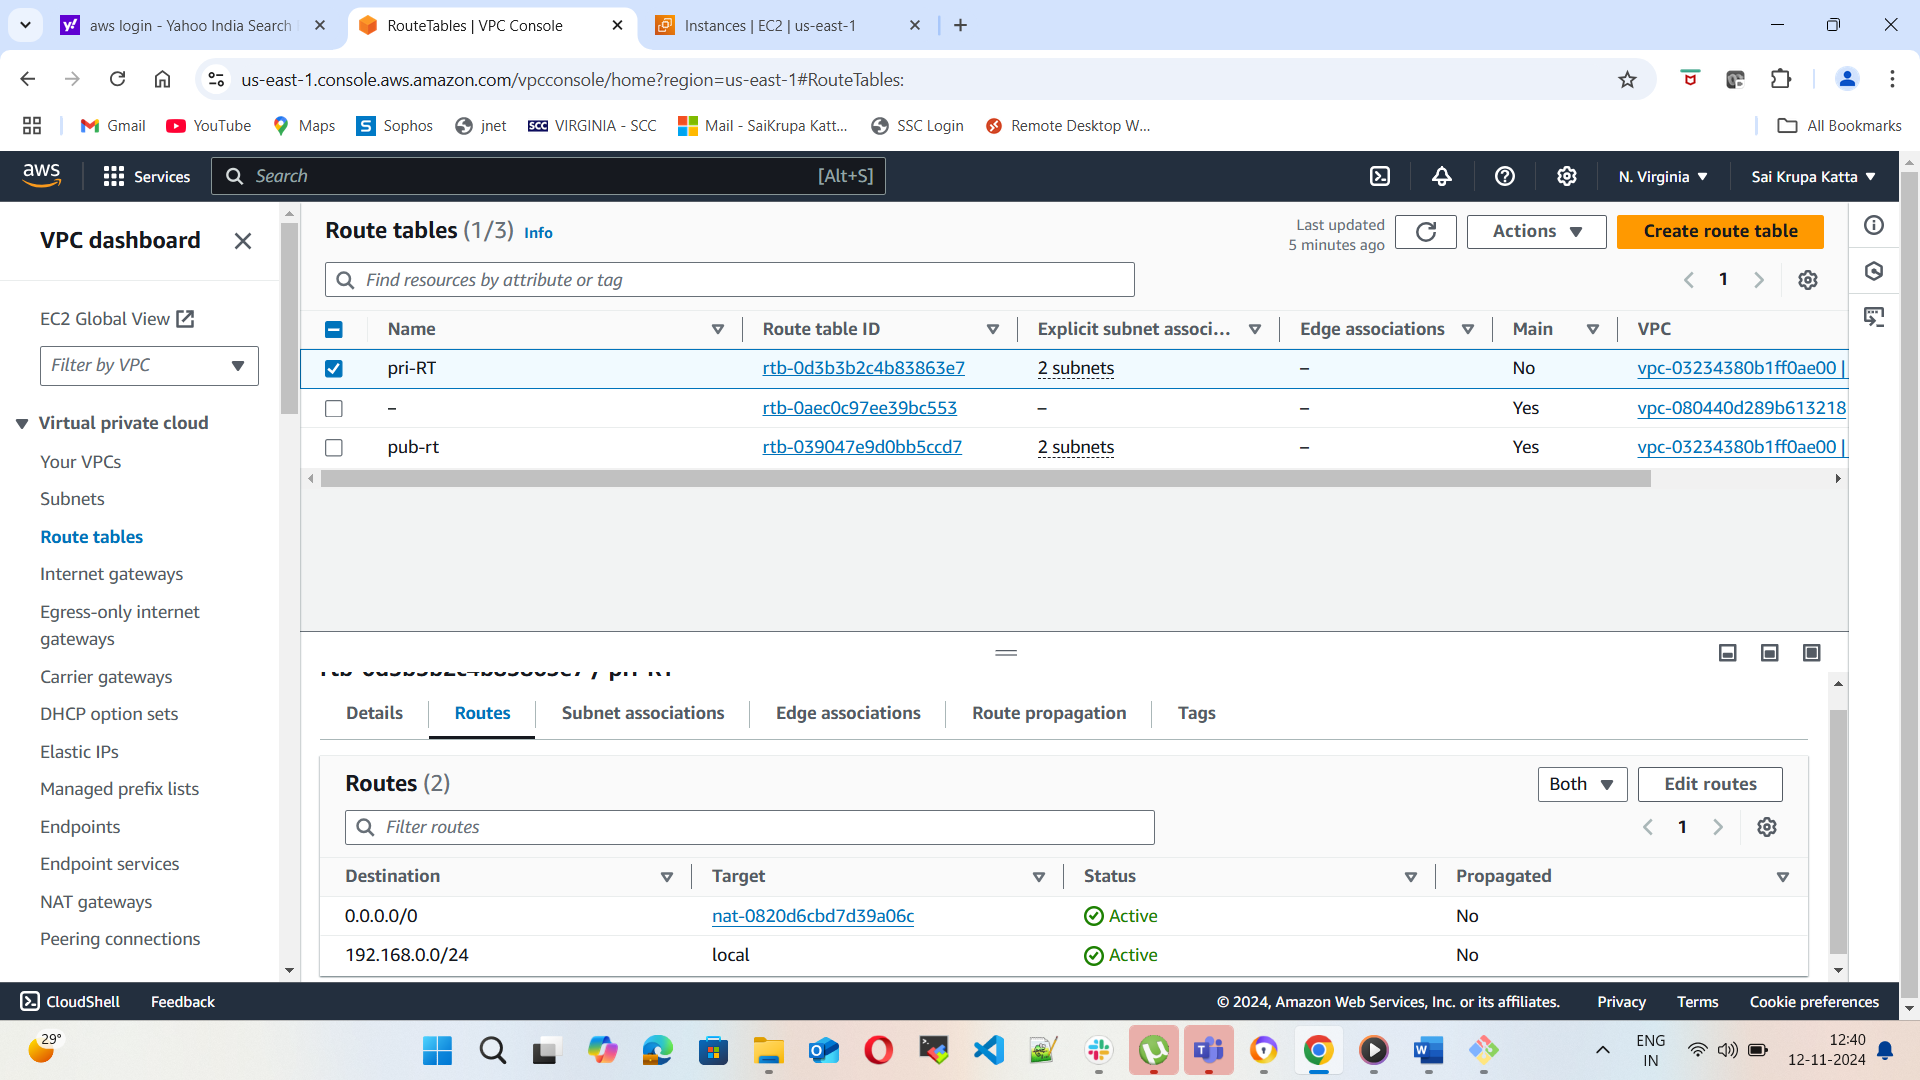 aws login - Yahoo India Search
RouteTables | VPC Console
Instances | EC2 | us-east-1
us-east-1.console.aws.amazon.com/vpcconsole/home?region=us-east-1#RouteTables:
Gmail
YouTube
Maps
Sophos
jnet
SCC VIRGINIA - SCC
Mail - SaiKrupa Katt...
SSC Login
Remote Desktop W...
All Bookmarks
aws
Services
Search
[Alt+S]
N. Virginia
Sai Krupa Katta
VPC dashboard
EC2 Global View
Filter by VPC
Virtual private cloud
Your VPCs
Subnets
Route tables
Internet gateways
Egress-only internet
gateways
Carrier gateways
DHCP option sets
Elastic IPs
Managed prefix lists
Endpoints
Endpoint services
NAT gateways
Peering connections
Route tables (1/3) Info
Last updated
5 minutes ago
Actions
Create route table
Find resources by attribute or tag
1
Name Route table ID Explicit subnet associ... Edge associations Main VPC
pri-RT rtb-0d3b3b2c4b83863e7 2 subnets – No vpc-03234380b1ff0ae00 |
– rtb-0aec0c97ee39bc553 – – Yes vpc-080440d289b613218
pub-rt rtb-039047e9d0bb5ccd7 2 subnets – Yes vpc-03234380b1ff0ae00 |
rtb-0d3b3b2c4b83863e7 / pri-RT
Details
Routes
Subnet associations
Edge associations
Route propagation
Tags
Routes (2)
Both
Edit routes
Filter routes
1
Destination Target Status Propagated
0.0.0.0/0 nat-0820d6cbd7d39a06c Active No
192.168.0.0/24 local Active No
CloudShell
Feedback
© 2024, Amazon Web Services, Inc. or its affiliates.
Privacy
Terms
Cookie preferences
29°
ENG
IN
12:40
12-11-2024